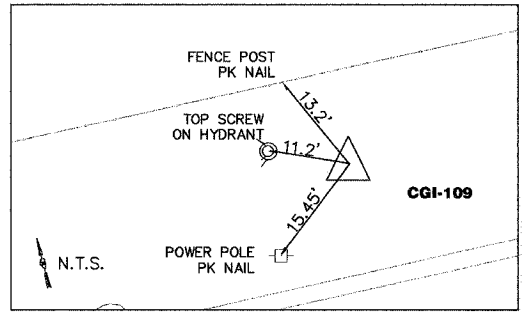 FENCE POST
PK NAIL
13.2'
TOP SCREW
ON HYDRANT
11.2'
CGI-109
15.45'
POWER POLE
PK NAIL
N.T.S.